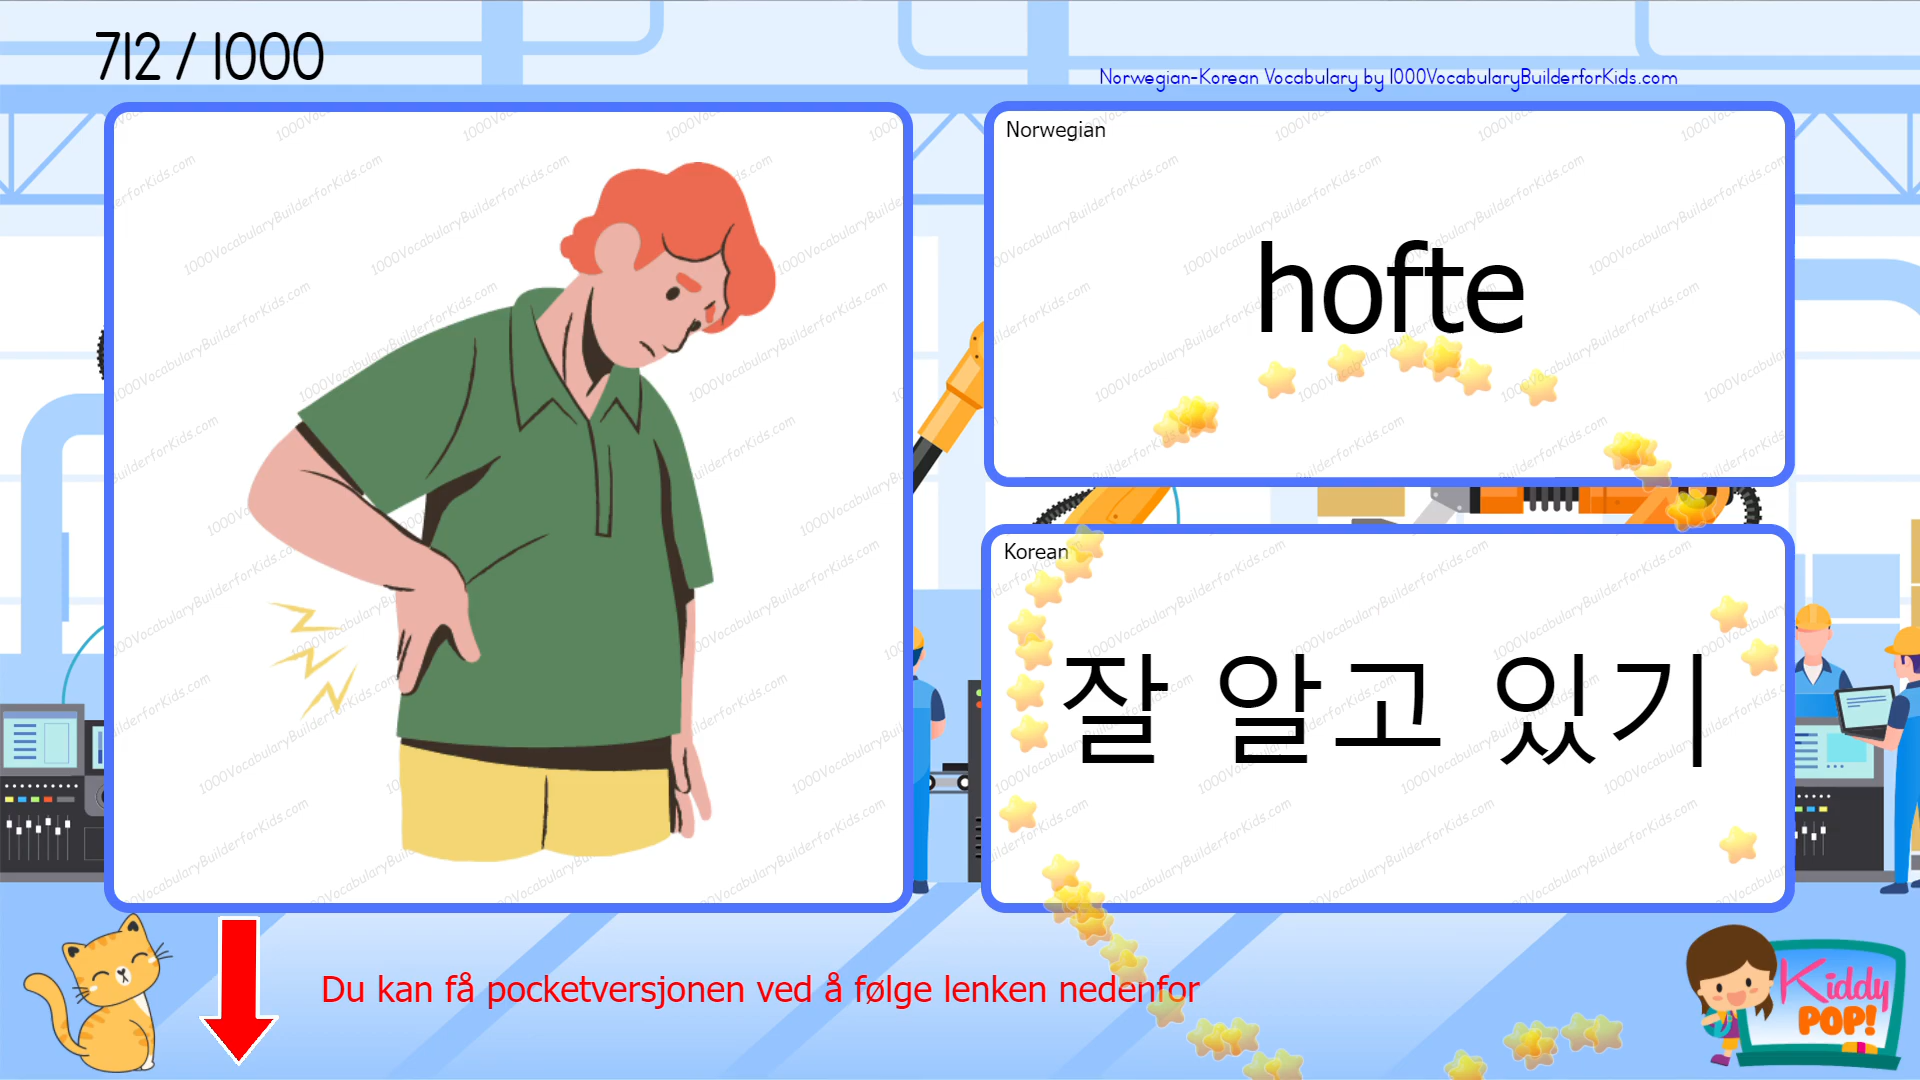 712 / 1000
Norwegian-Korean Vocabulary by 1000VocabularyBuilderforKids.com
Norwegian
hofte
Korean
잘 알고 있기
Du kan få pocketversjonen ved å følge lenken nedenfor
Kiddy
POP!